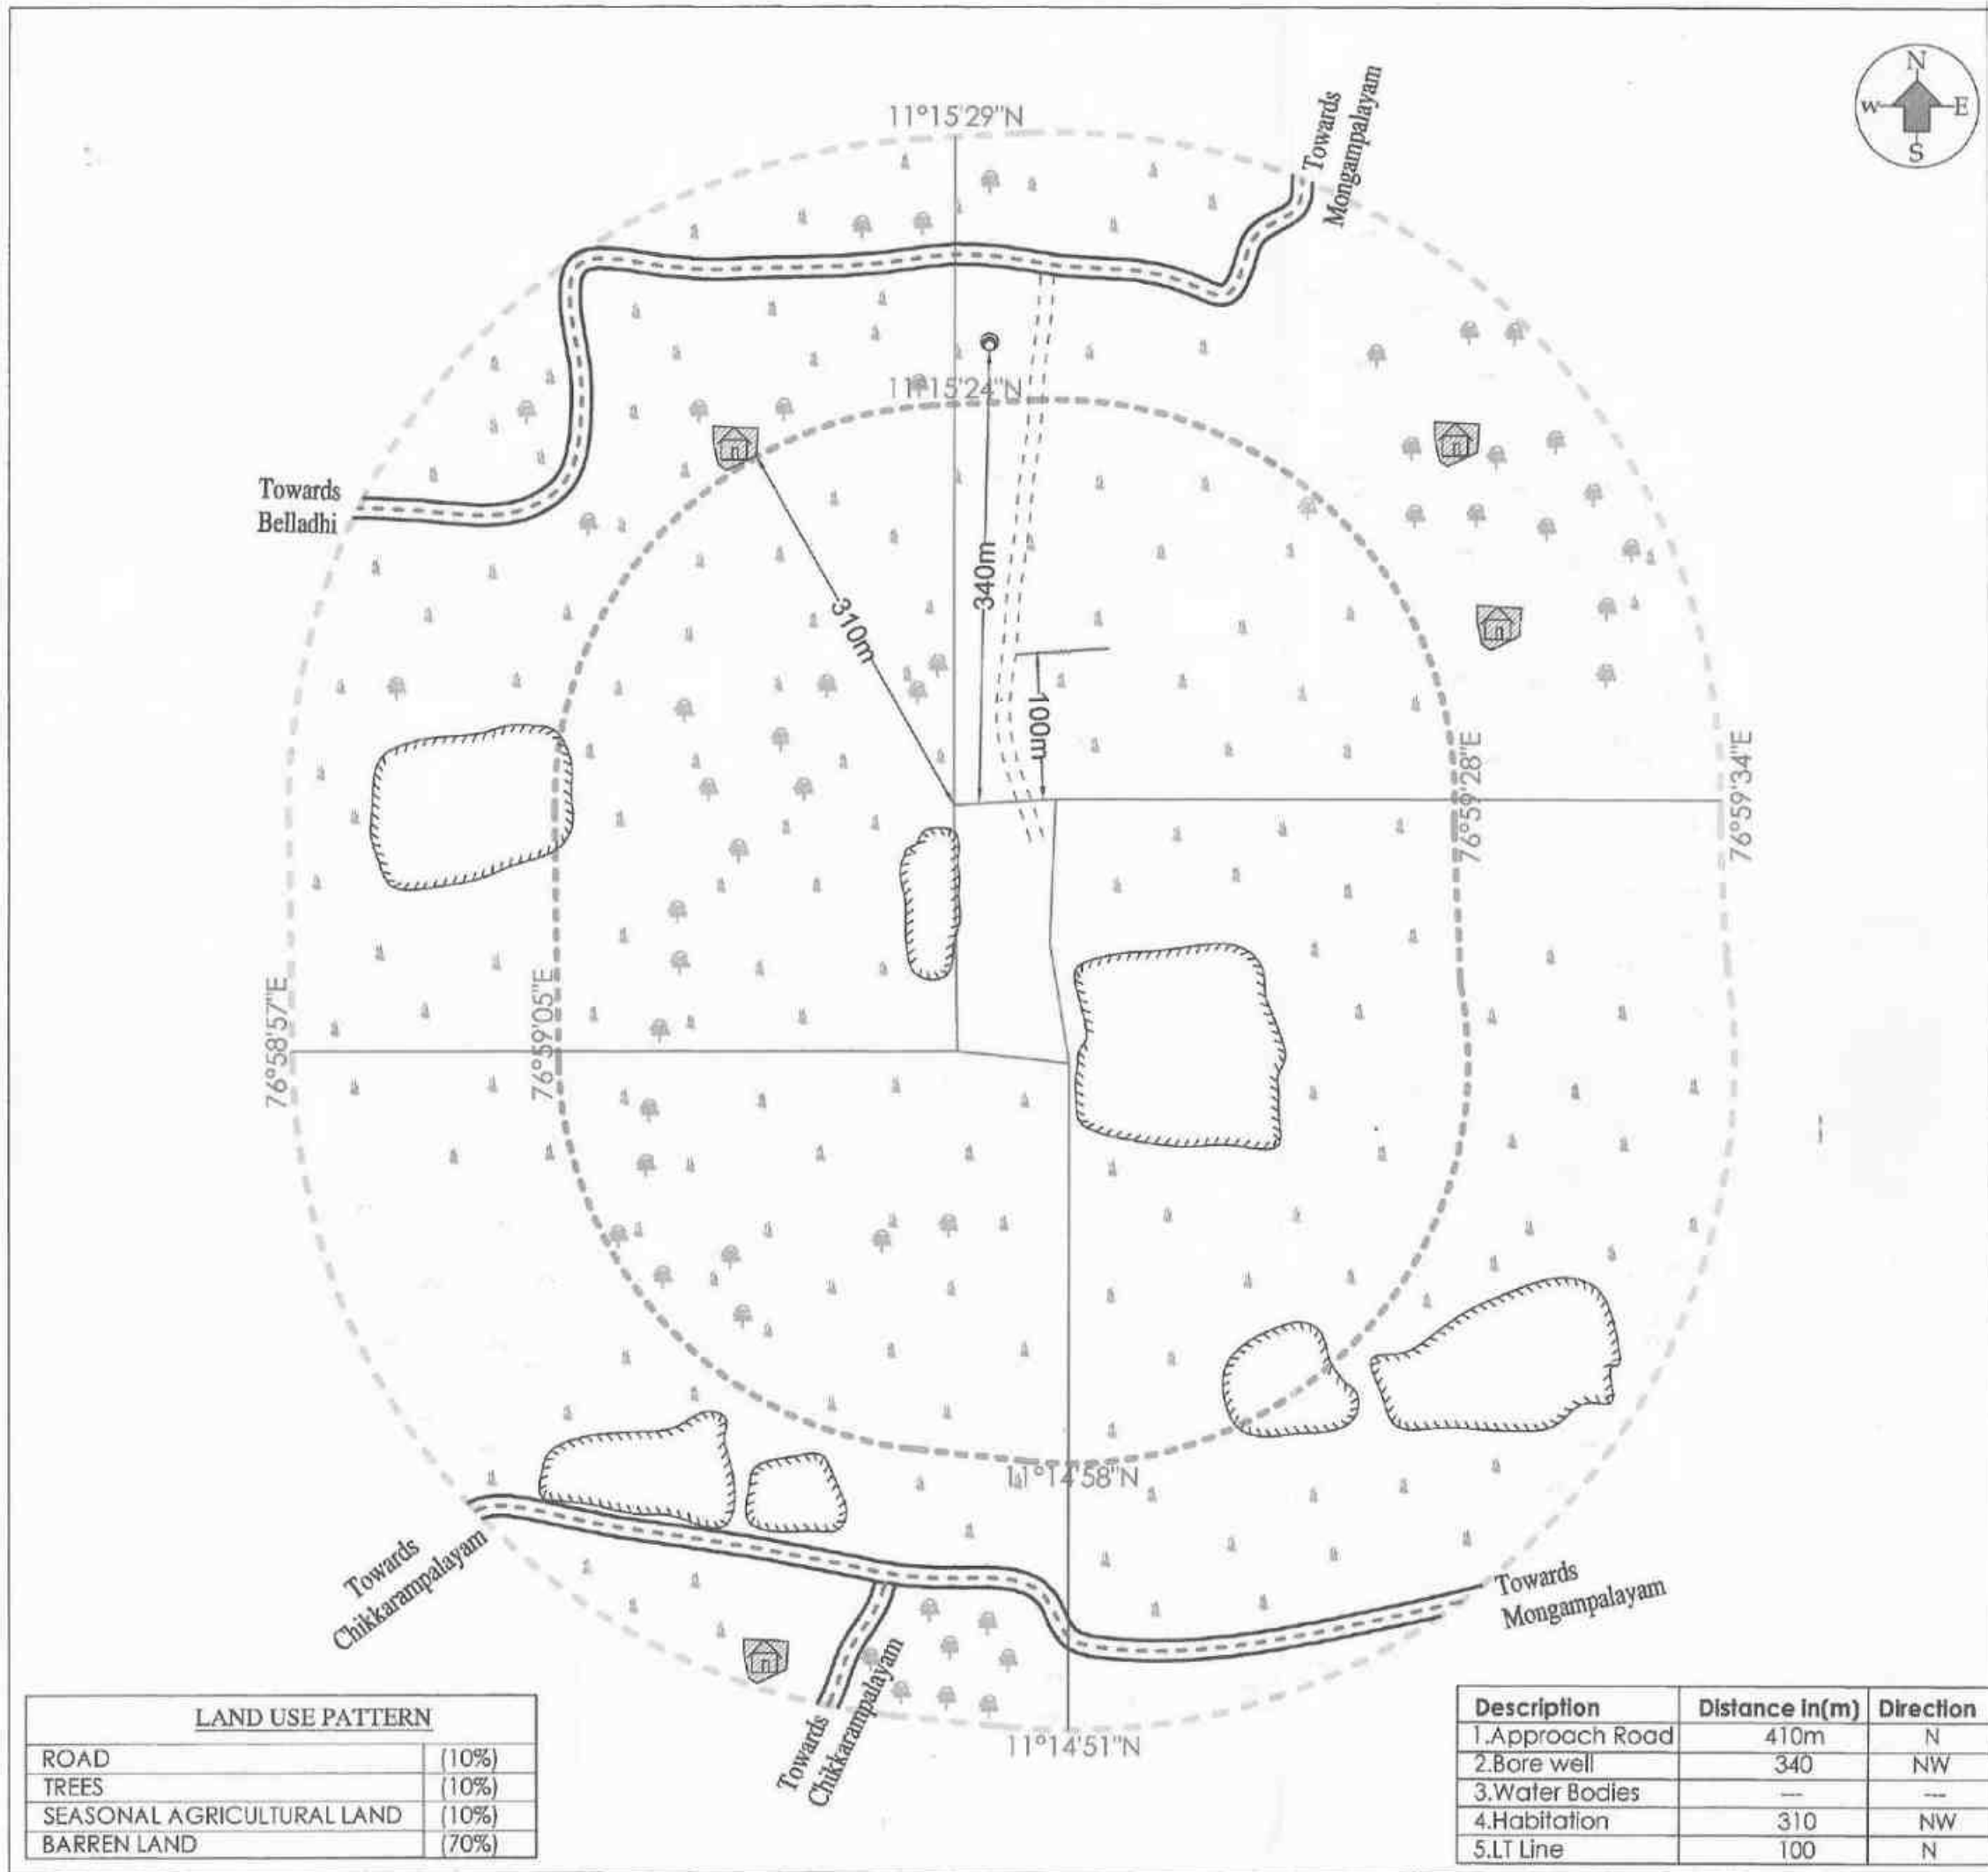 N
W E
S
11°15'29"N
Towards
Mongampalayam
11°15'24"N
Towards
Belladhi
340m
310m
100m
76°59'28"E
76°59'34"E
76°58'57"E
76°59'05"E
11°14'58"N
Towards
Chikkarampalayam
Towards
Mongampalayam
Towards
Chikkarampalayam
11°14'51"N
LAND USE PATTERN
ROAD (10%)
TREES (10%)
SEASONAL AGRICULTURAL LAND (10%)
BARREN LAND (70%)
Description Distance in(m) Direction
1.Approach Road 410m N
2.Bore well 340 NW
3.Water Bodies --- ---
4.Habitation 310 NW
5.LT Line 100 N